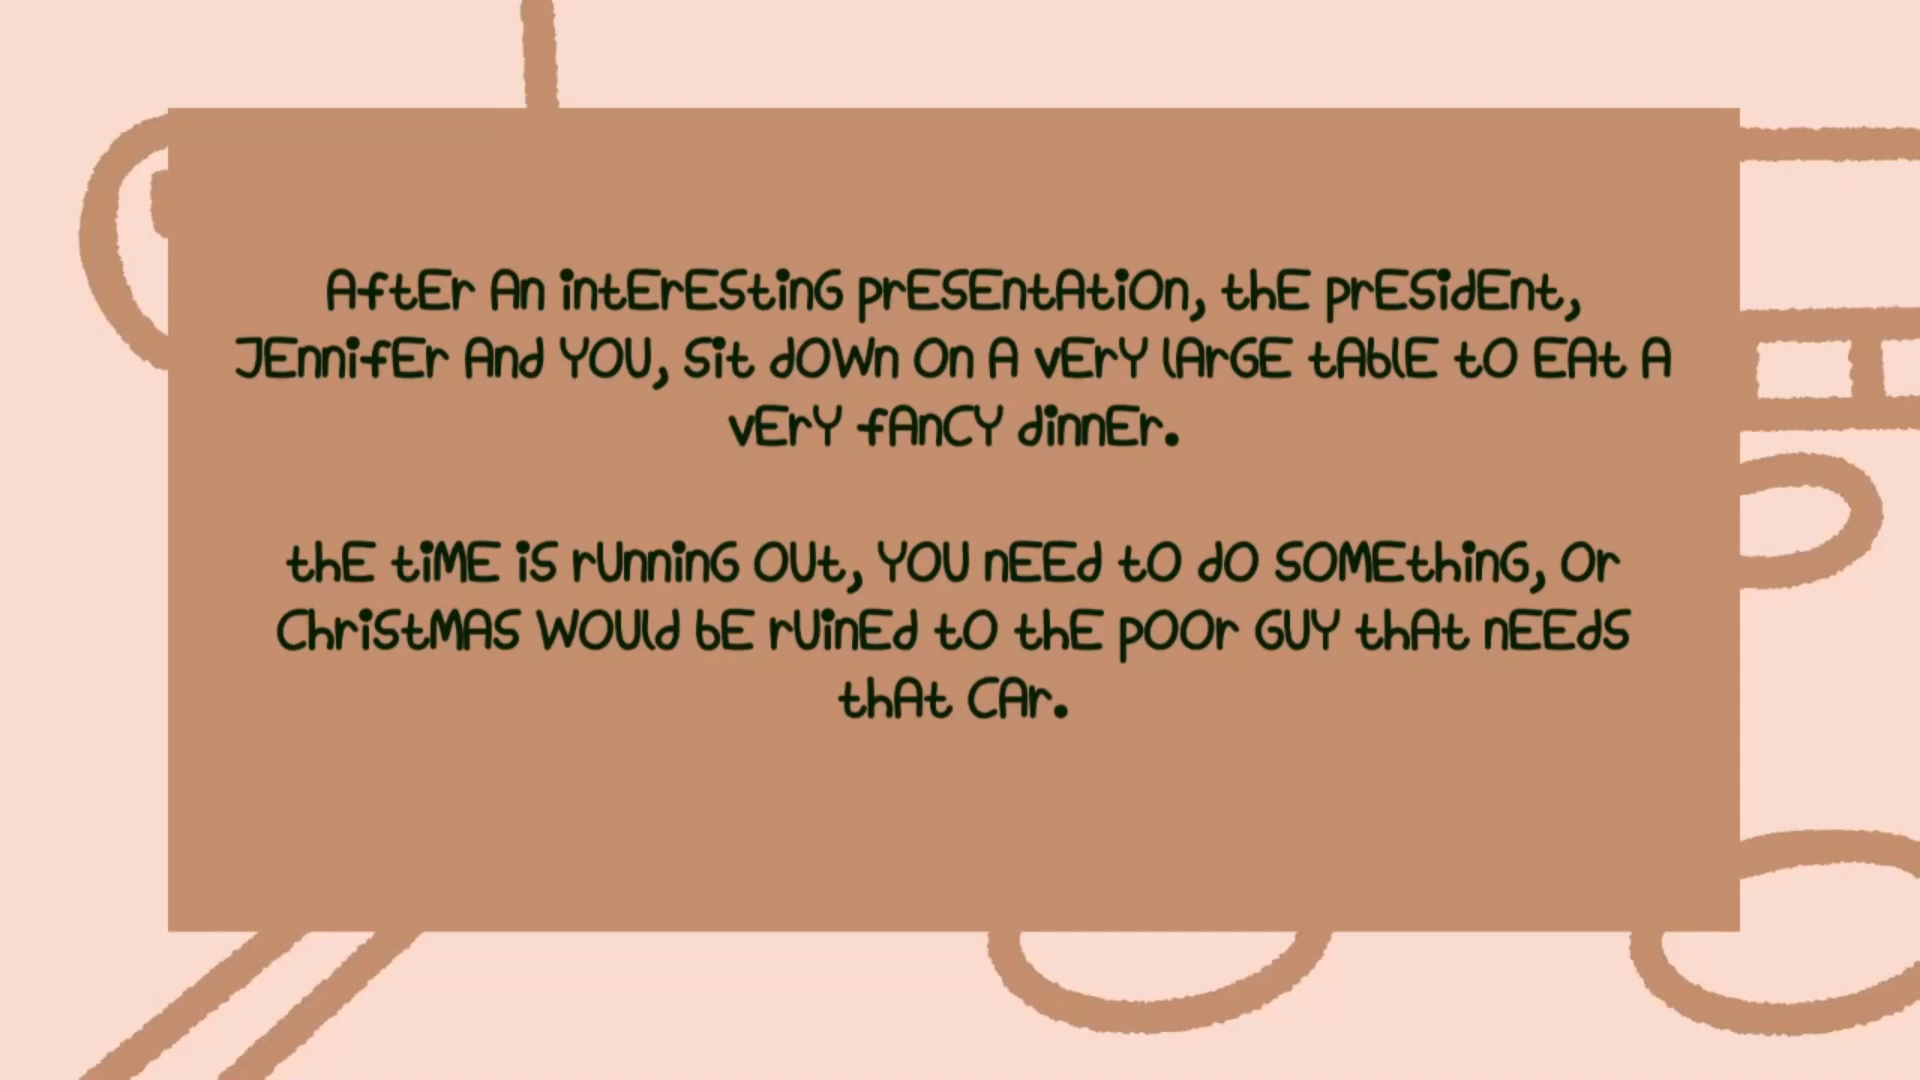 After an interesting presentation, the president,
Jennifer and you, sit down on a very large table to eat a
very fancy dinner.
the time is running out, you need to do something, or
Christmas would be ruined to the poor guy that needs
that car.